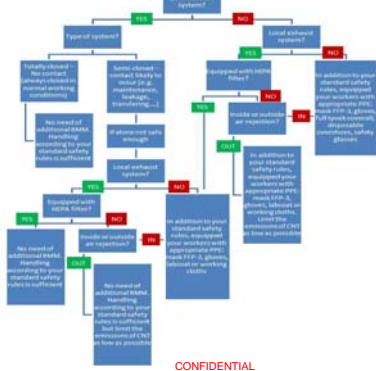 system?
YES
NO
Type of system?
Local exhaust
system?
YES
NO
Totally closed –
No contact
(always closed in
normal working
conditions)
Semi-closed –
contact likely to
occur (e.g.
maintenance,
leakage,
transferring,...)
Equipped with HEPA
filter?
YES
NO
In addition to your
standard safety
rules, equipped your
workers with
appropriate PPE:
mask FFP-3, gloves,
full tyvek coverall,
disposable
overshoes, safety
glasses
No need of
additional RMM.
Handling
according to your
standard safety
rules is sufficient
If alone not safe
enough
Inside or outside
air rejection?
IN
OUT
Local exhaust
system?
YES
NO
In addition to
your standard
safety rules,
equipped your
workers with
appropriate PPE:
mask FFP-3,
gloves, labcoat or
working cloths.
Limit the
emissions of CNT
as low as possible
Equipped with
HEPA filter?
YES
NO
In addition to your
standard safety
rules, equipped
your workers with
appropriate PPE:
mask FFP-3, gloves,
labcoat or working
cloths
No need of
additional RMM.
Handling
according to your
standard safety
rules is sufficient
Inside or outside
air rejection?
IN
OUT
No need of
additional RMM.
Handling
according to your
standard safety
rules is sufficient
but limit the
emissions of CNT
as low as possible
CONFIDENTIAL